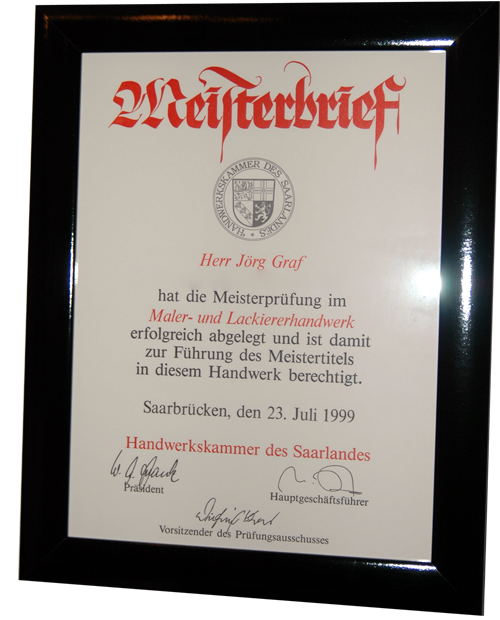 Meisterbrief
HANDWERKSKAMMER DES SAARLANDES
Herr Jörg Graf
hat die Meisterprüfung im
Maler- und Lackiererhandwerk
erfolgreich abgelegt und ist damit
zur Führung des Meistertitels
in diesem Handwerk berechtigt.
Saarbrücken, den 23. Juli 1999
Handwerkskammer des Saarlandes
Präsident
Hauptgeschäftsführer
Vorsitzender des Prüfungsausschusses